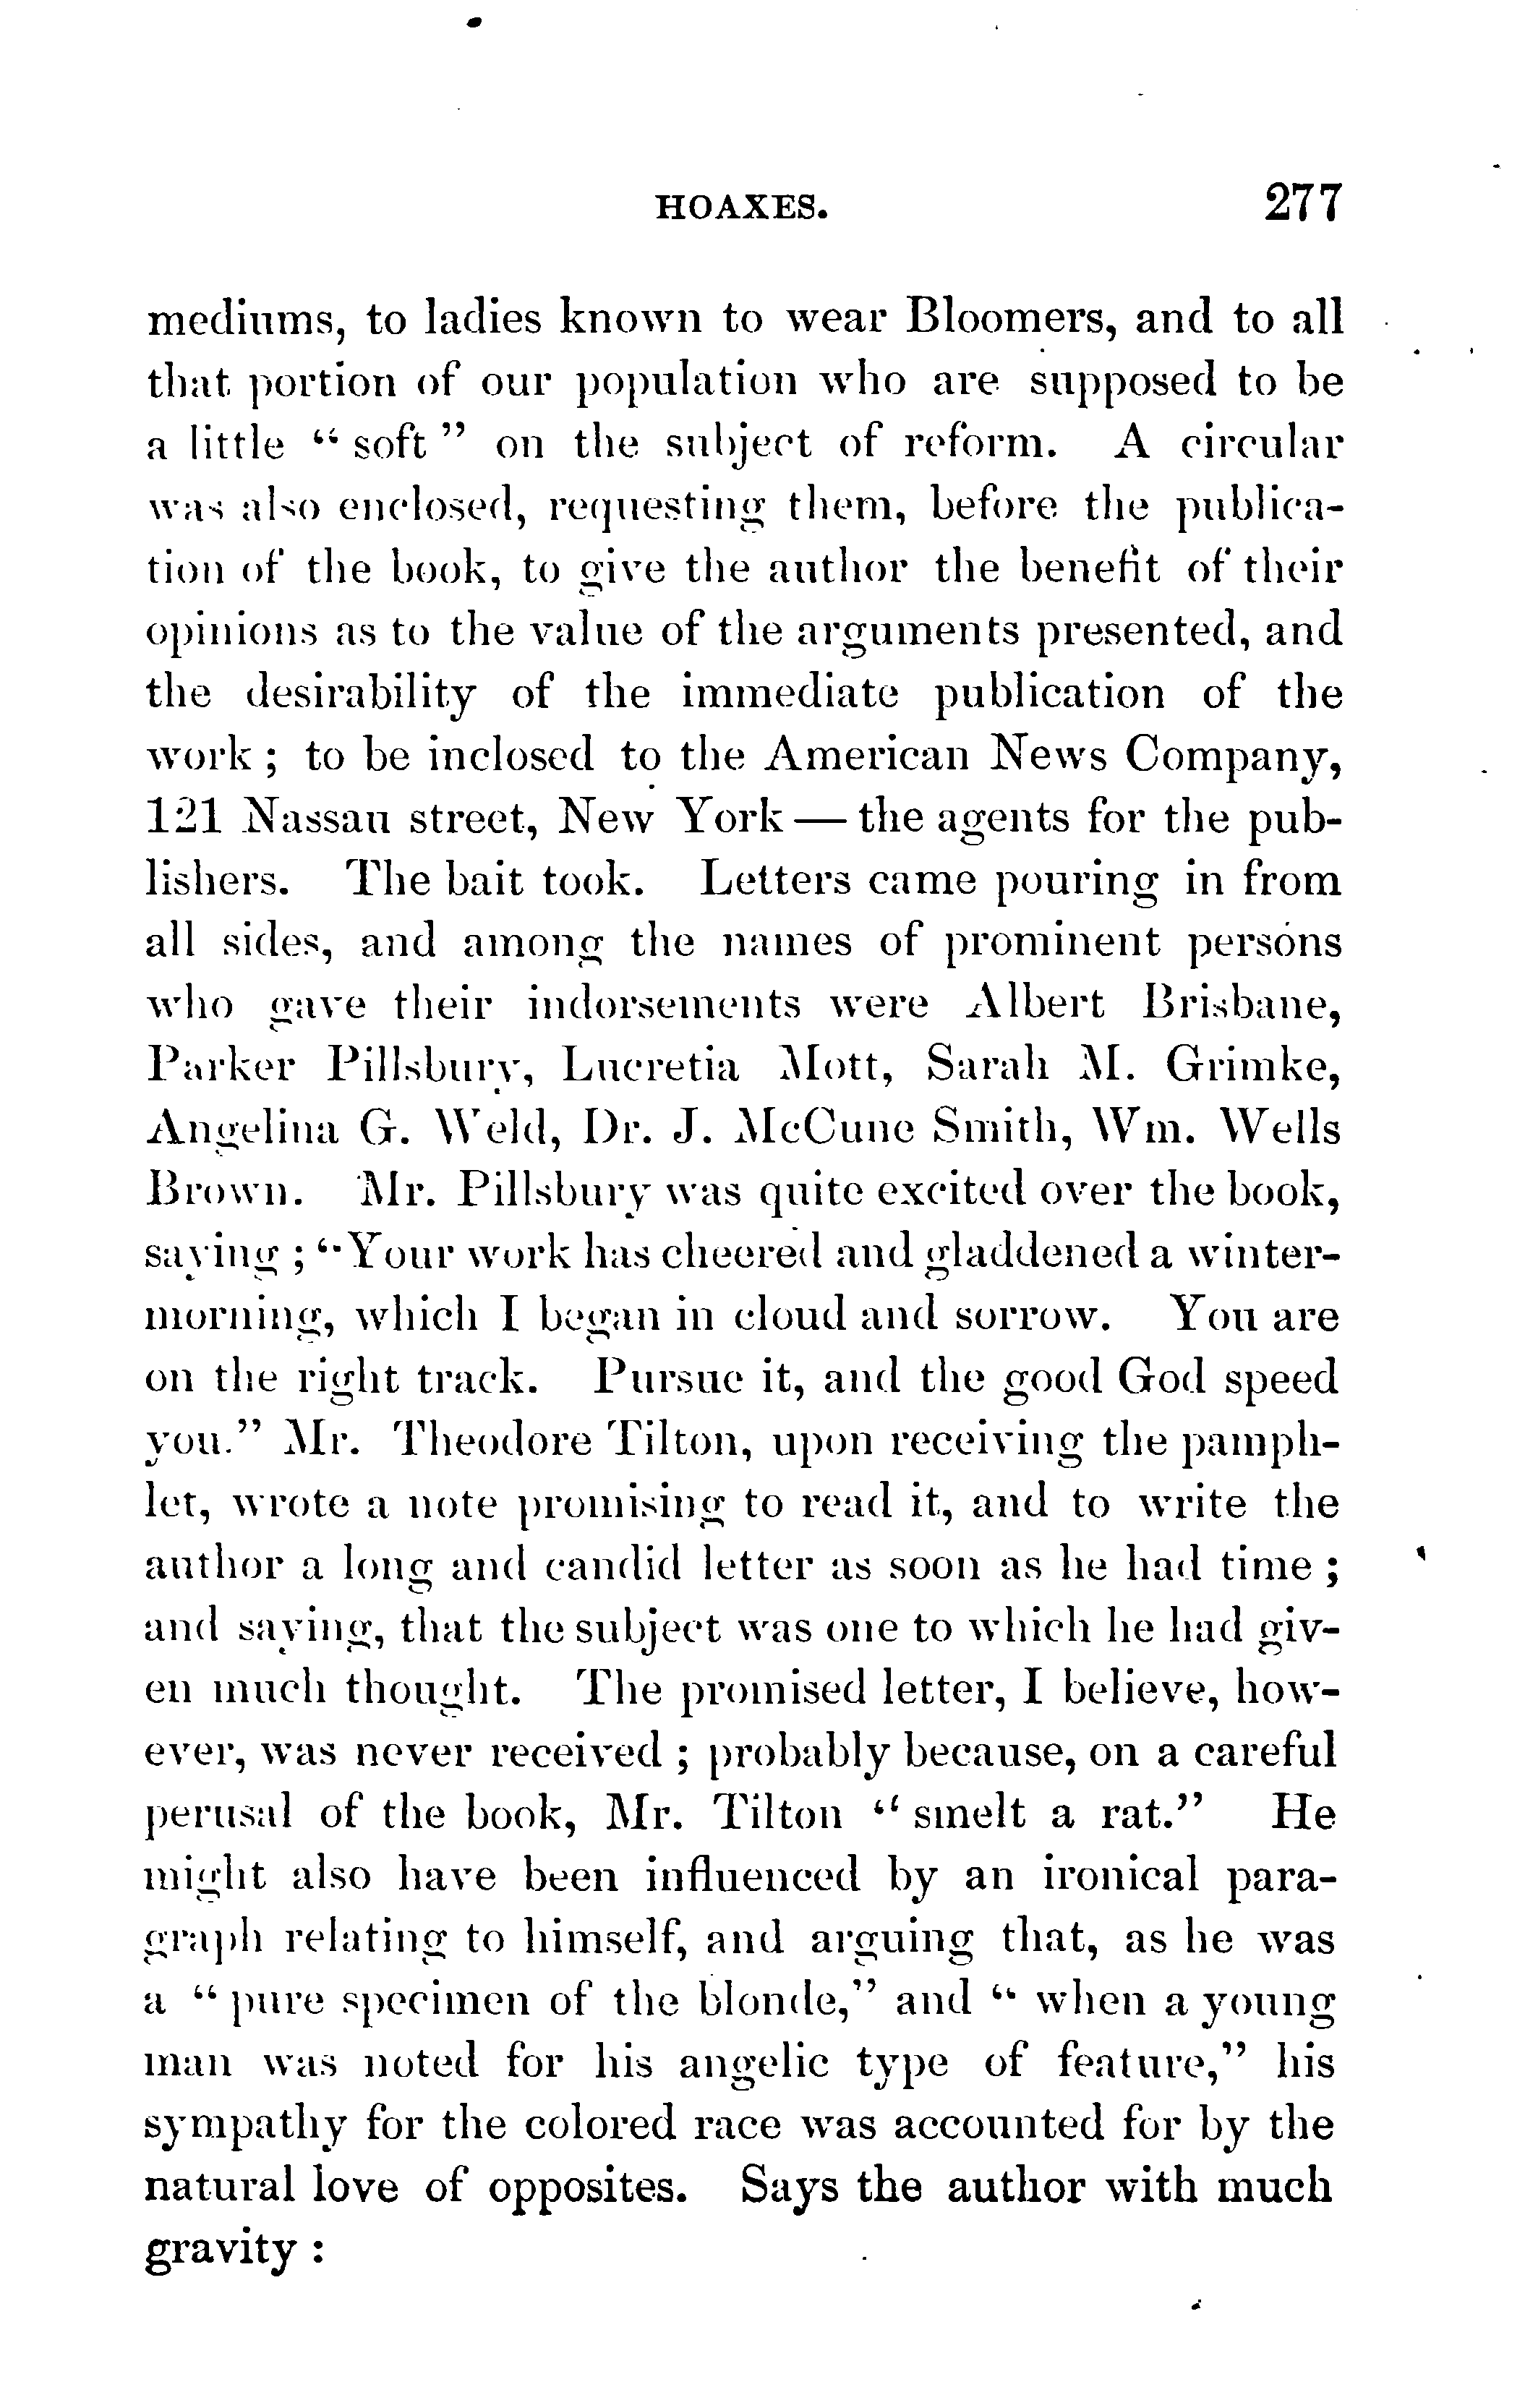 HOAXES. 277
mediums, to ladies known to wear Bloomers, and to all
that portion of our population who are supposed to be
a little “ soft ” on the subject of reform. A circular
was also enclosed, requesting them, before the publica-
tion of the book, to give the author the benefit of their
opinions as to the value of the arguments presented, and
the desirability of the immediate publication of the
work ; to be inclosed to the American News Company,
121 Nassau street, New York — the agents for the pub-
lishers. The bait took. Letters came pouring in from
all sides, and among the names of prominent persons
who gave their indorsements were Albert Brisbane,
Parker Pillsbury, Lucretia Mott, Sarah M. Grimke,
Angelina G. Weld, Dr. J. McCune Smith, Wm. Wells
Brown. Mr. Pillsbury was quite excited over the book,
saying ; “Your work has cheered and gladdened a winter-
morning, which I began in cloud and sorrow. You are
on the right track. Pursue it, and the good God speed
you.” Mr. Theodore Tilton, upon receiving the pamph-
let, wrote a note promising to read it, and to write the
author a long and candid letter as soon as he had time ;
and saying, that the subject was one to which he had giv-
en much thought. The promised letter, I believe, how-
ever, was never received ; probably because, on a careful
perusal of the book, Mr. Tilton “ smelt a rat.” He
might also have been influenced by an ironical para-
graph relating to himself, and arguing that, as he was
a “ pure specimen of the blonde,” and “ when a young
man was noted for his angelic type of feature,” his
sympathy for the colored race was accounted for by the
natural love of opposites. Says the author with much
gravity :